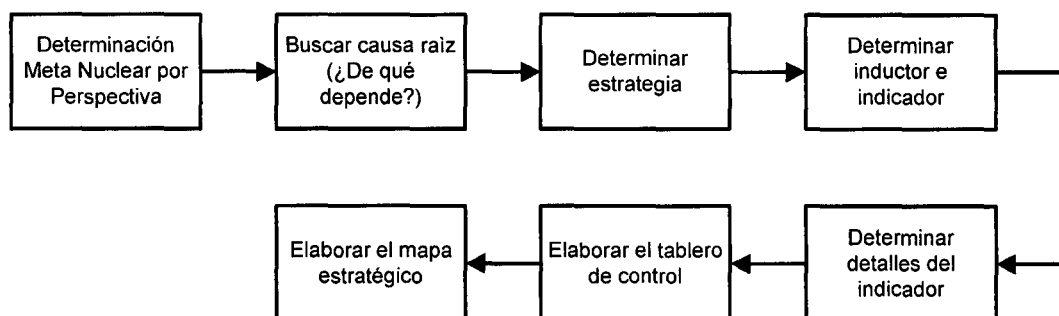 Determinación
Meta Nuclear por
Perspectiva
Buscar causa raìz
(¿De qué
depende?)
Determinar
estrategia
Determinar
inductor e
indicador
Elaborar el mapa
estratégico
Elaborar el tablero
de control
Determinar
detalles del
indicador